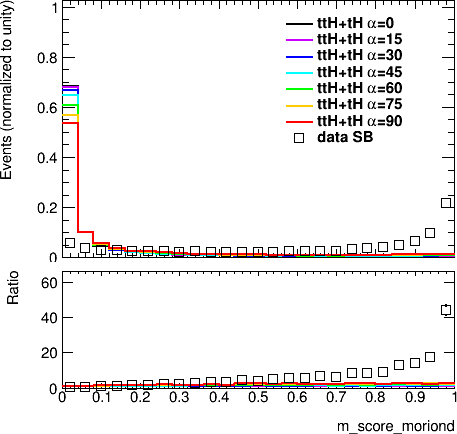 Events (normalized to unity)
1
0.8
0.6
0.4
0.2
0
ttH+tH α=0
ttH+tH α=15
ttH+tH α=30
ttH+tH α=45
ttH+tH α=60
ttH+tH α=75
ttH+tH α=90
data SB
Ratio
60
40
20
0
0 0.1 0.2 0.3 0.4 0.5 0.6 0.7 0.8 0.9 1
m_score_moriond